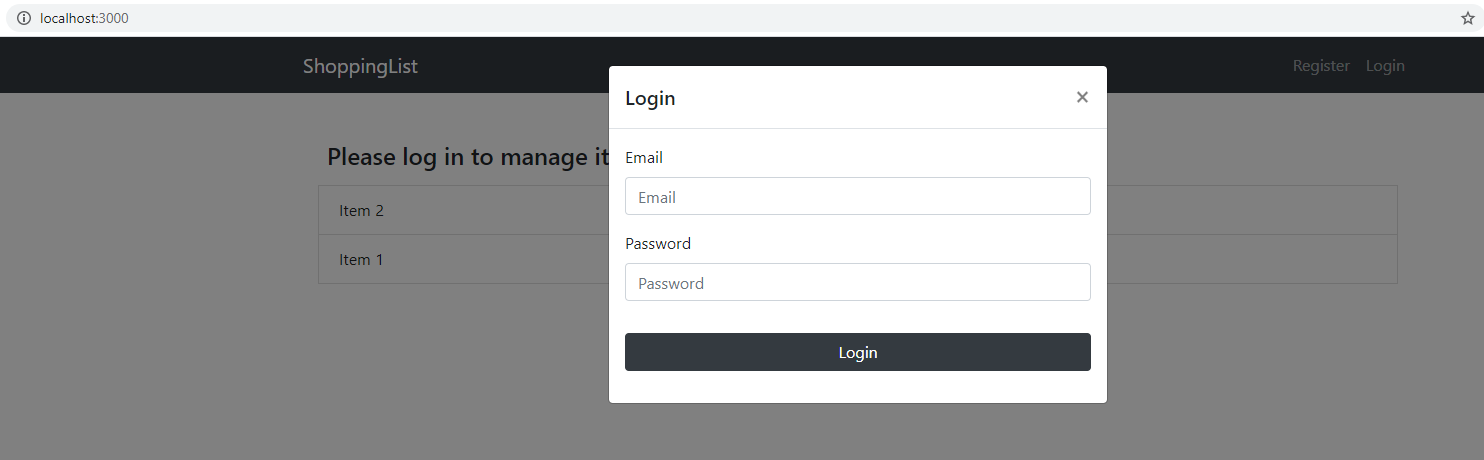 localhost:3000
ShoppingList
Register Login
Login ×
Please log in to manage it
Email
Email
Item 2
Password
Item 1
Password
Login